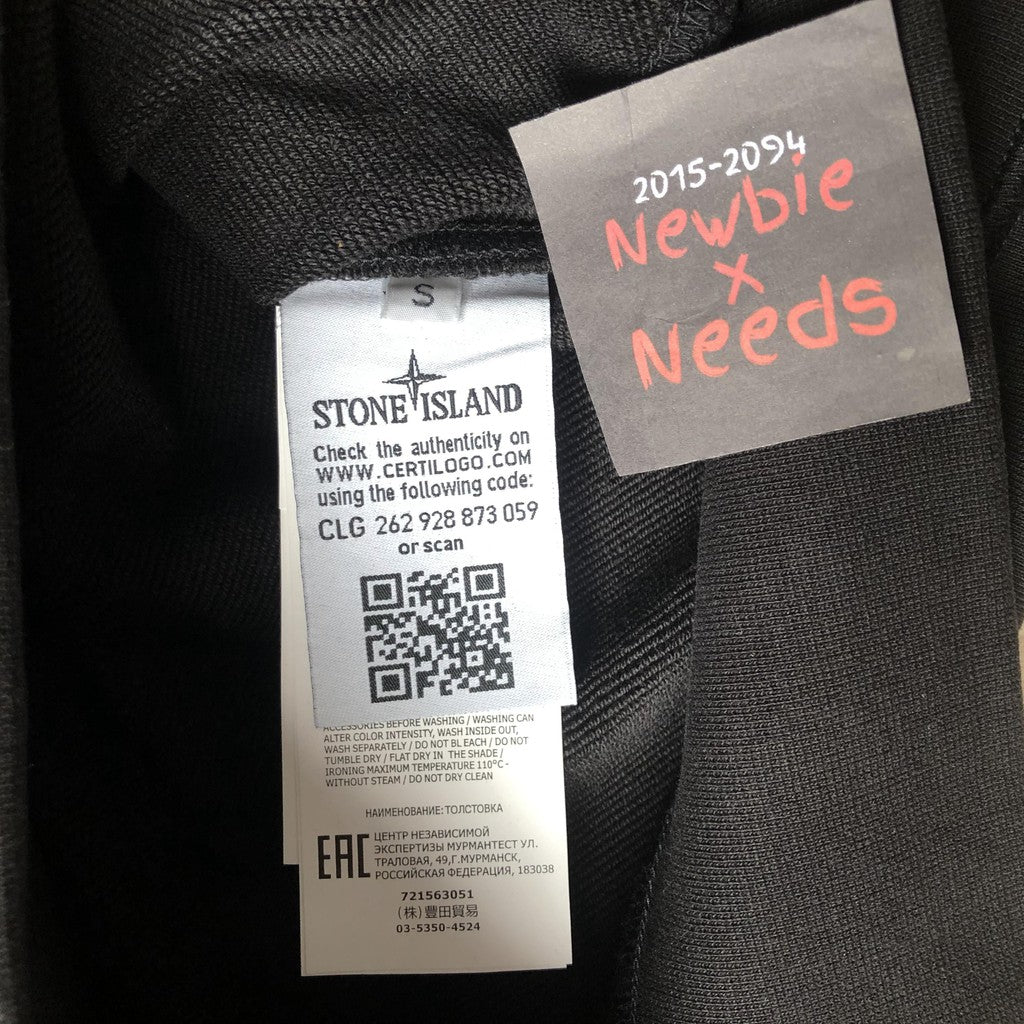 2015-2094
Newbie
x
Needs
S
STONE ISLAND
Check the authenticity on
WWW.CERTILOGO.COM
using the following code:
CLG 262 928 873 059
or scan
ACCESSORIES BEFORE WASHING / WASHING CAN
ALTER COLOR INTENSITY, WASH INSIDE OUT,
WASH SEPARATELY / DO NOT BLEACH / DO NOT
TUMBLE DRY / FLAT DRY IN THE SHADE /
IRONING MAXIMUM TEMPERATURE 110°C -
WITHOUT STEAM / DO NOT DRY CLEAN
НАИМЕНОВАНИЕ: ТОЛСТОВКА
EAC
ЦЕНТР НЕЗАВИСИМОЙ
ЭКСПЕРТИЗЫ МУРМАНТЕСТ УЛ.
ТРАЛОВАЯ, 49,Г.МУРМАНСК,
РОССИЙСКАЯ ФЕДЕРАЦИЯ, 183038
721563051
(株)豊田貿易
03-5350-4524